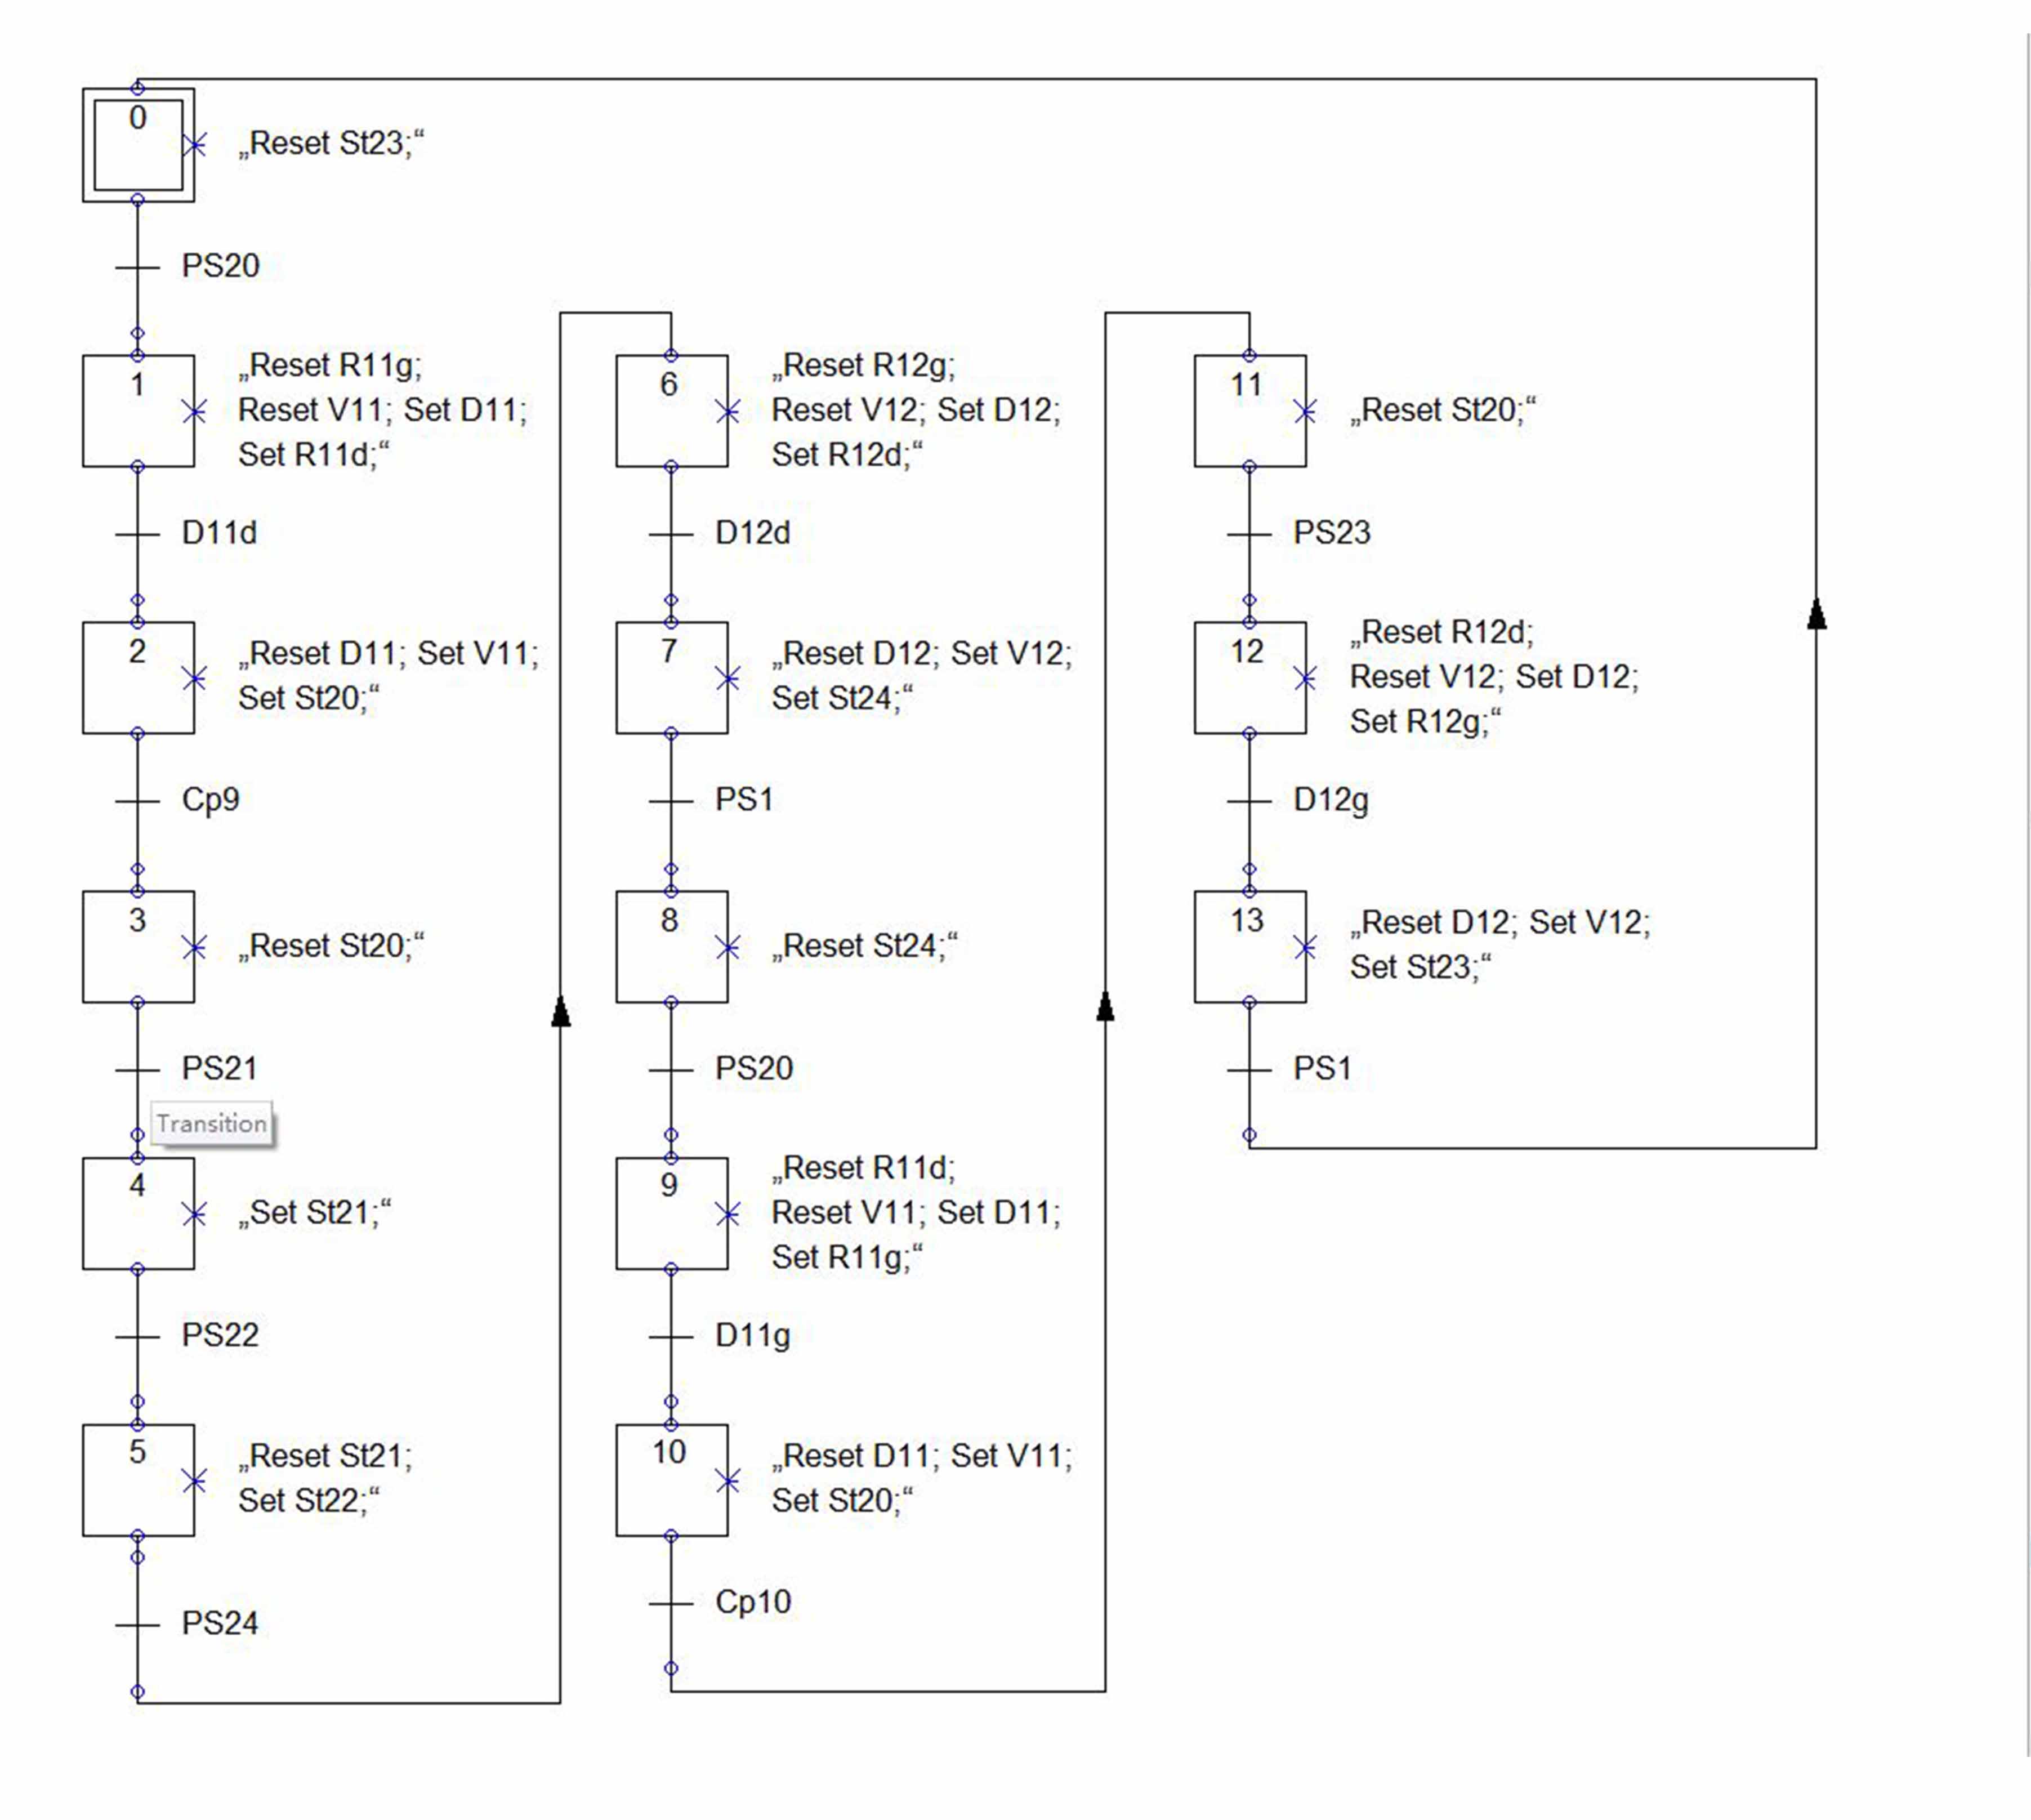 0
„Reset St23;“
PS20
1
„Reset R11g;
Reset V11; Set D11;
Set R11d;“
D11d
2
„Reset D11; Set V11;
Set St20;“
Cp9
3
„Reset St20;“
PS21
Transition
4
„Set St21;“
PS22
5
„Reset St21;
Set St22;“
PS24
6
„Reset R12g;
Reset V12; Set D12;
Set R12d;“
D12d
7
„Reset D12; Set V12;
Set St24;“
PS1
8
„Reset St24;“
PS20
9
„Reset R11d;
Reset V11; Set D11;
Set R11g;“
D11g
10
„Reset D11; Set V11;
Set St20;“
Cp10
11
„Reset St20;“
PS23
12
„Reset R12d;
Reset V12; Set D12;
Set R12g;“
D12g
13
„Reset D12; Set V12;
Set St23;“
PS1